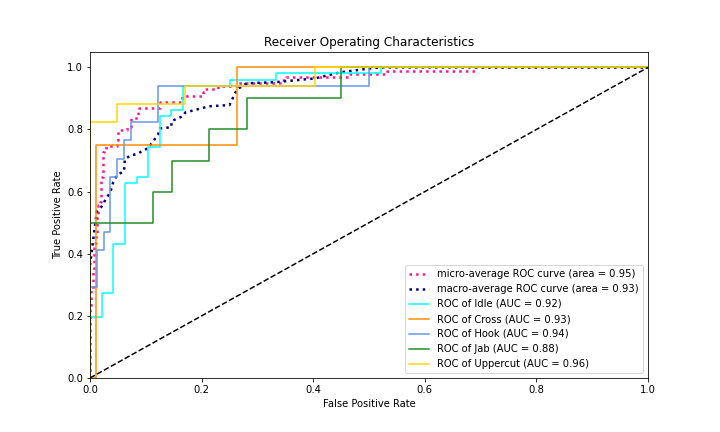 Receiver Operating Characteristics
True Positive Rate
1.0
0.8
0.6
0.4
0.2
0.0
micro-average ROC curve (area = 0.95)
macro-average ROC curve (area = 0.93)
ROC of Idle (AUC = 0.92)
ROC of Cross (AUC = 0.93)
ROC of Hook (AUC = 0.94)
ROC of Jab (AUC = 0.88)
ROC of Uppercut (AUC = 0.96)
0.0 0.2 0.4 0.6 0.8 1.0
False Positive Rate